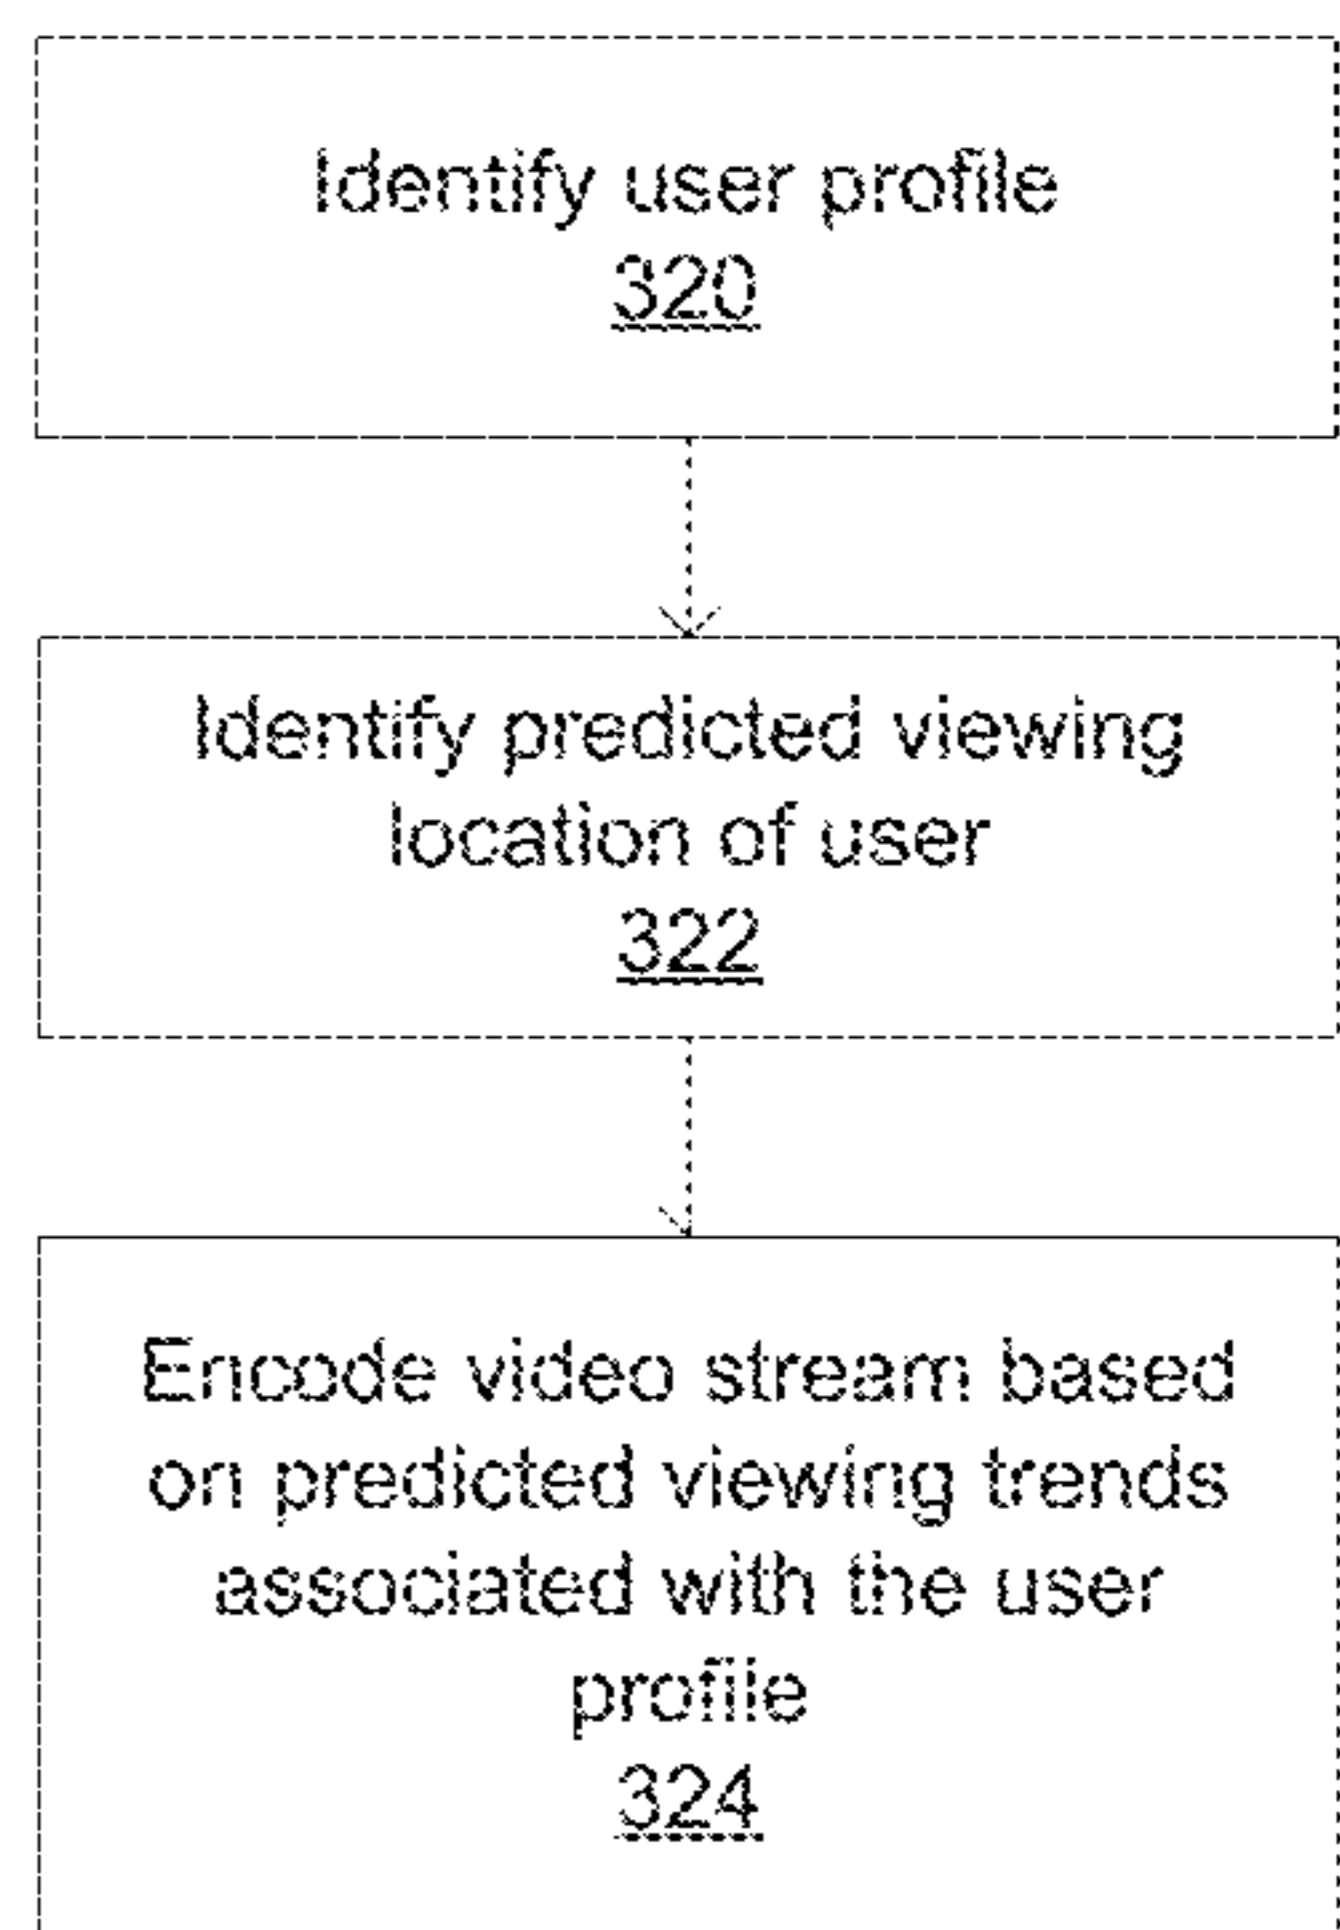 Identify user profile
320
Identify predicted viewing
location of user
322
Encode video stream based
on predicted viewing trends
associated with the user
profile
324